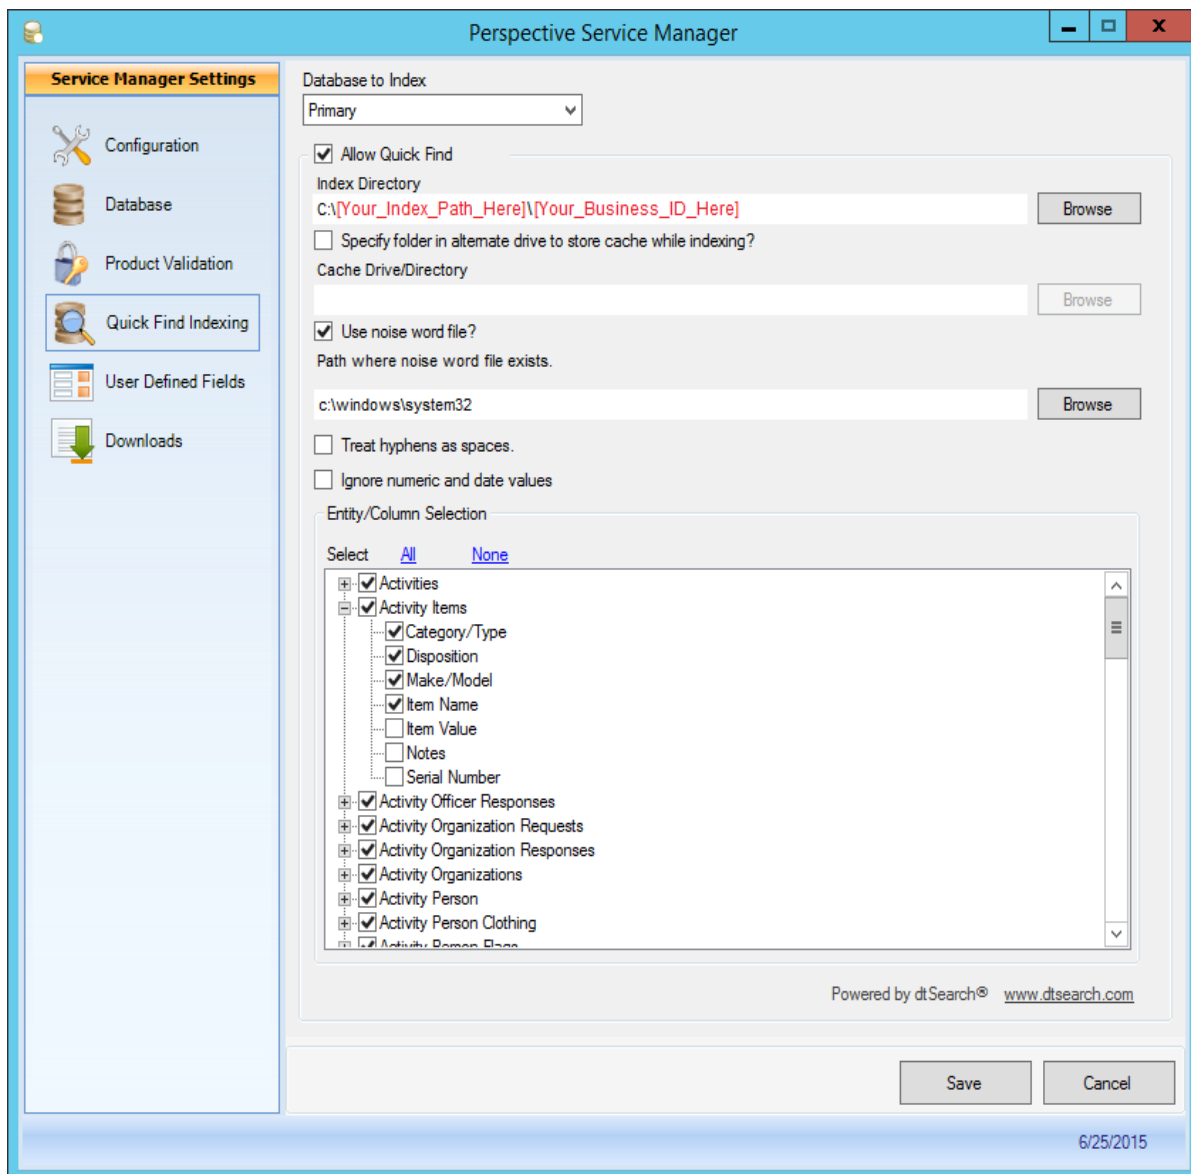 Perspective Service Manager
Service Manager Settings
Configuration
Database
Product Validation
Quick Find Indexing
User Defined Fields
Downloads
Database to Index
Primary
Allow Quick Find
Index Directory
C:\[Your_Index_Path_Here]\[Your_Business_ID_Here]
Browse
Specify folder in alternate drive to store cache while indexing?
Cache Drive/Directory
Browse
Use noise word file?
Path where noise word file exists.
c:\windows\system32
Browse
Treat hyphens as spaces.
Ignore numeric and date values
Entity/Column Selection
Select All None
Activities
Activity Items
Category/Type
Disposition
Make/Model
Item Name
Item Value
Notes
Serial Number
Activity Officer Responses
Activity Organization Requests
Activity Organization Responses
Activity Organizations
Activity Person
Activity Person Clothing
Activity Person Flags
Powered by dtSearch® www.dtsearch.com
Save
Cancel
6/25/2015